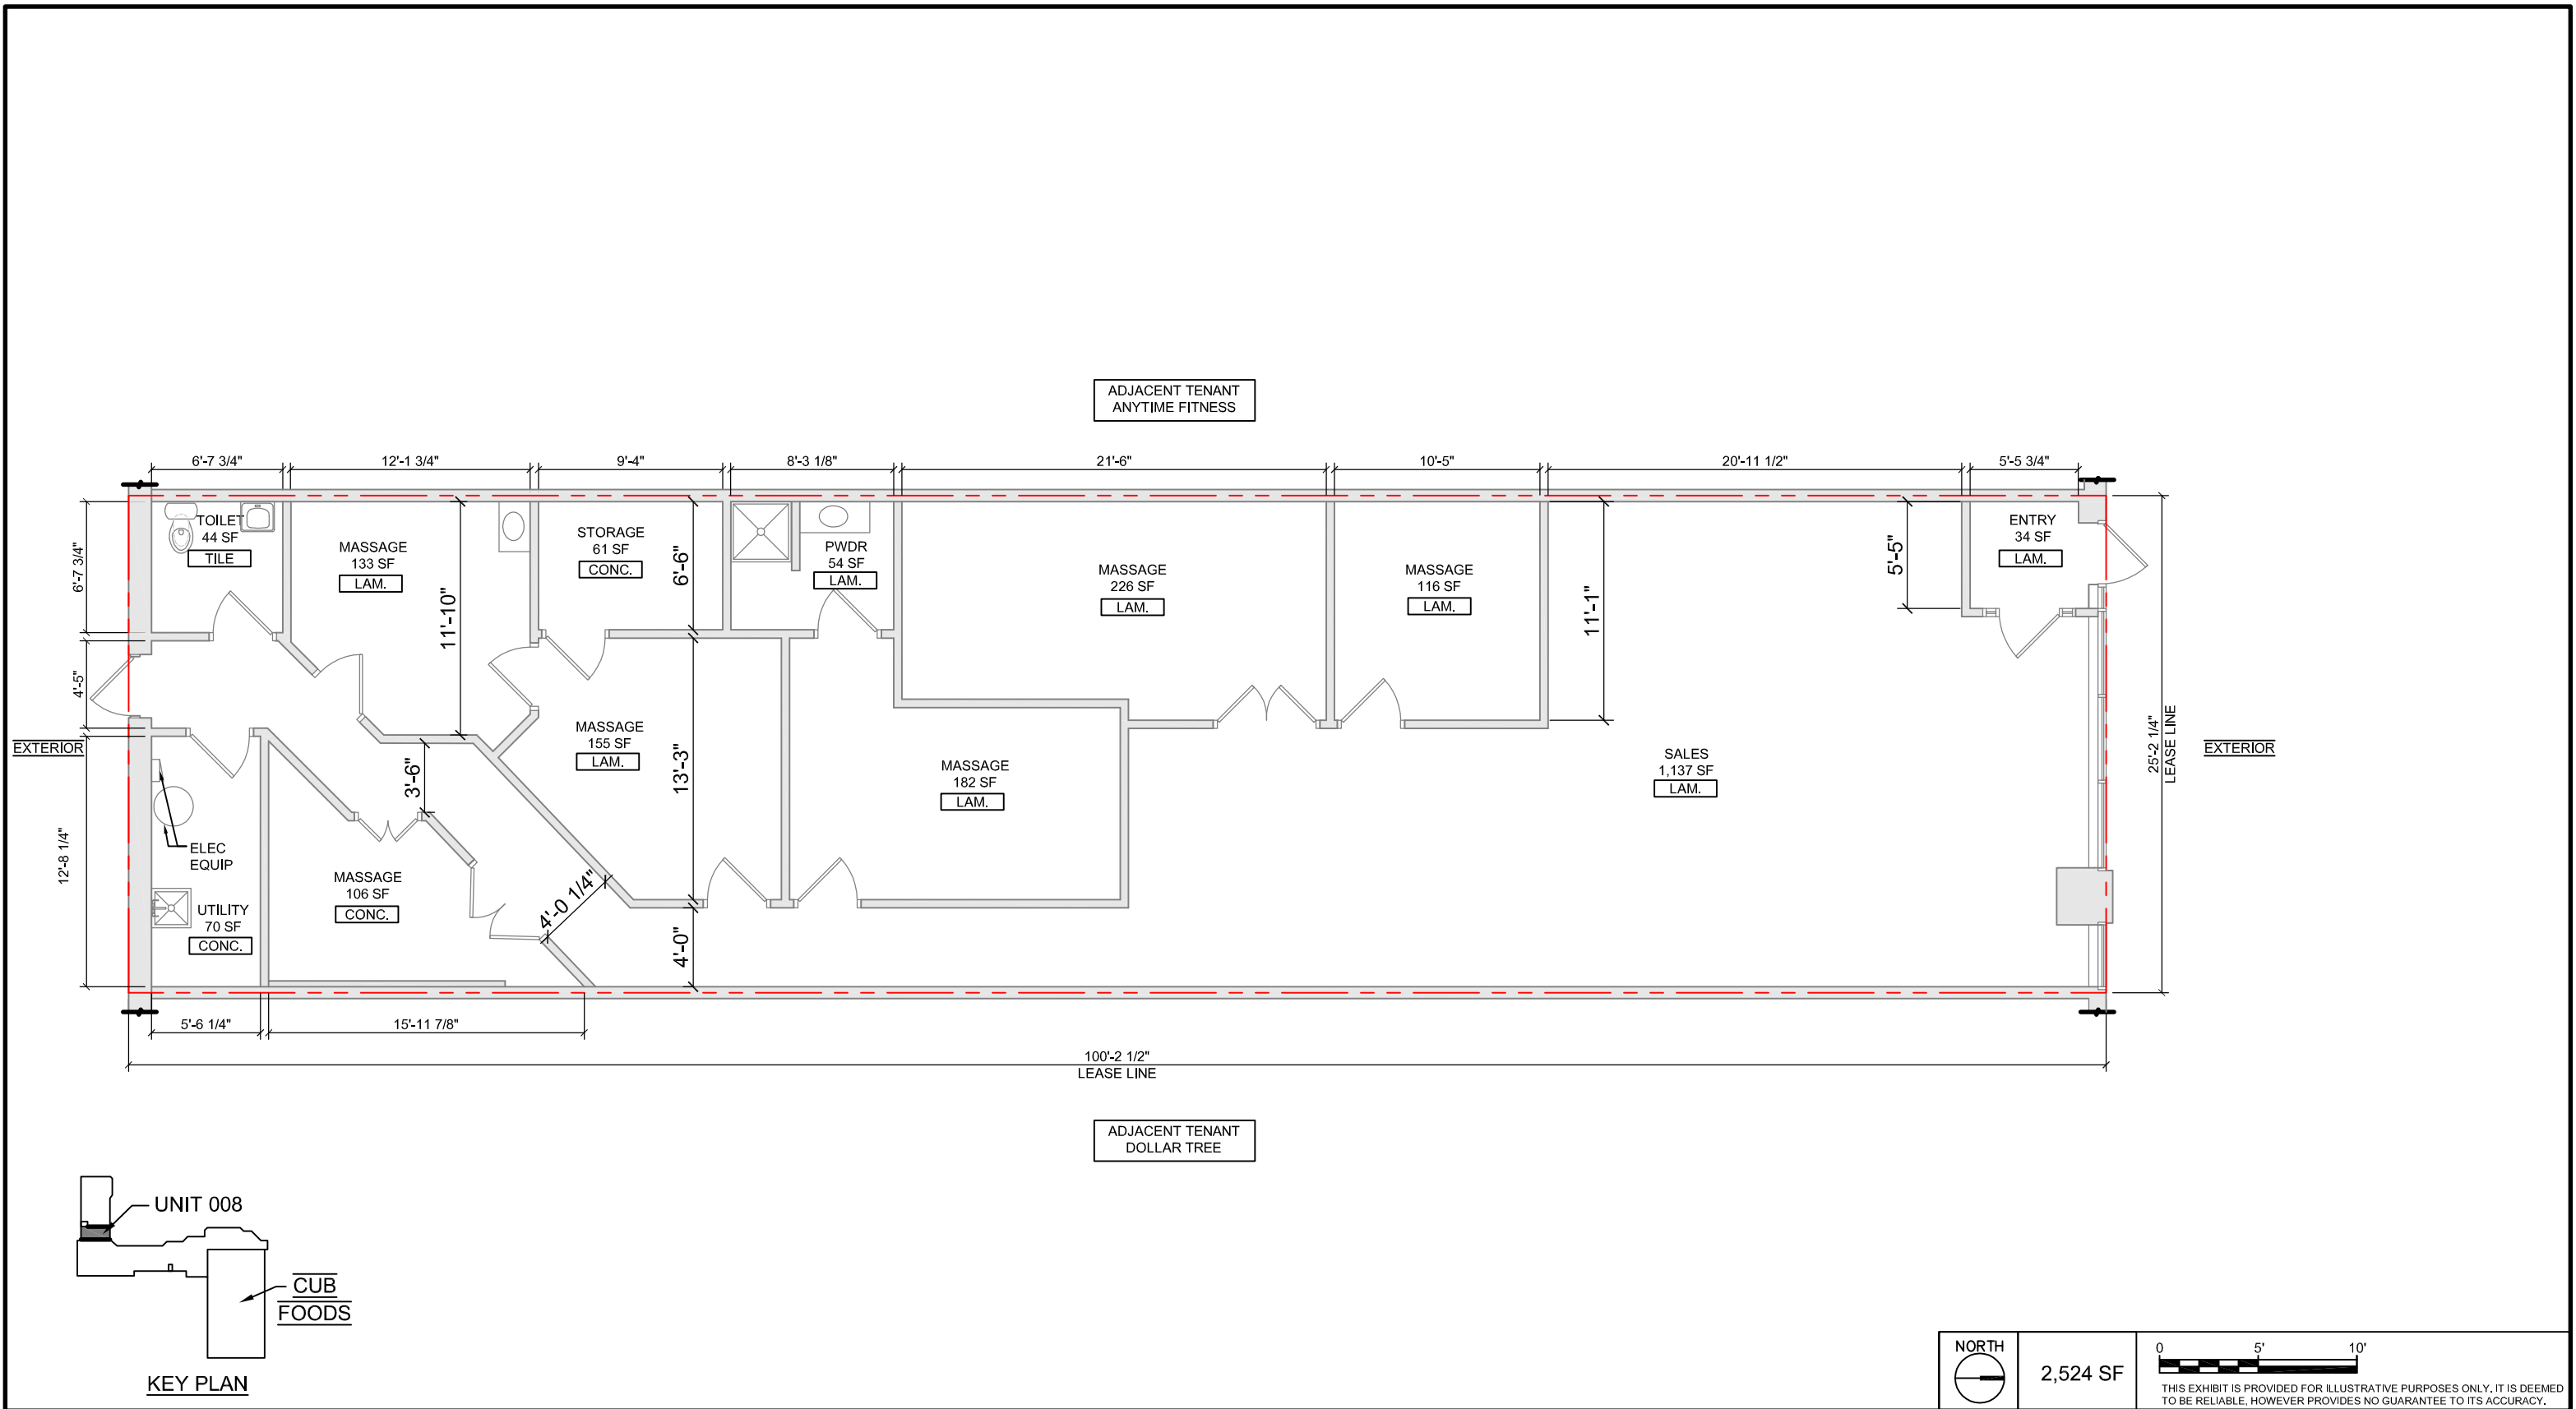 ADJACENT TENANT
ANYTIME FITNESS
6'-7 3/4"
12'-1 3/4"
9'-4"
8'-3 1/8"
21'-6"
10'-5"
20'-11 1/2"
5'-5 3/4"
6'-7 3/4"
4'-5"
12'-8 1/4"
EXTERIOR
TOILET
44 SF
TILE
MASSAGE
133 SF
LAM.
11'-10"
STORAGE
61 SF
CONC.
6'-6"
PWDR
54 SF
LAM.
MASSAGE
226 SF
LAM.
MASSAGE
116 SF
LAM.
11'-1"
5'-5"
ENTRY
34 SF
LAM.
MASSAGE
155 SF
LAM.
13'-3"
3'-6"
MASSAGE
182 SF
LAM.
SALES
1,137 SF
LAM.
25'-2 1/4"
LEASE LINE
EXTERIOR
ELEC
EQUIP
UTILITY
70 SF
CONC.
MASSAGE
106 SF
CONC.
4'-0 1/4"
4'-0"
5'-6 1/4"
15'-11 7/8"
100'-2 1/2"
LEASE LINE
ADJACENT TENANT
DOLLAR TREE
UNIT 008
CUB
FOODS
KEY PLAN
NORTH
2,524 SF
0 5' 10'
THIS EXHIBIT IS PROVIDED FOR ILLUSTRATIVE PURPOSES ONLY, IT IS DEEMED
TO BE RELIABLE, HOWEVER PROVIDES NO GUARANTEE TO ITS ACCURACY.